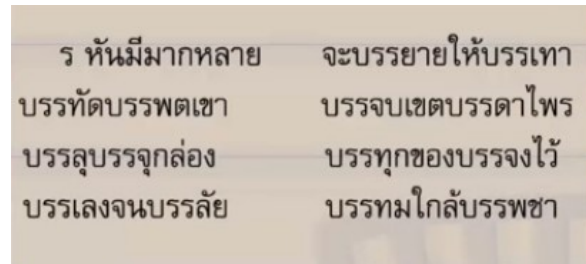 ร หันมีมากหลาย จะบรรยายให้บรรเทา
บรรทัดบรรพตเขา บรรจบเขตบรรดาไพร
บรรลุบรรจุกล่อง บรรทุกของบรรจงไว้
บรรเลงจนบรรลัย บรรทมใกล้บรรพชา